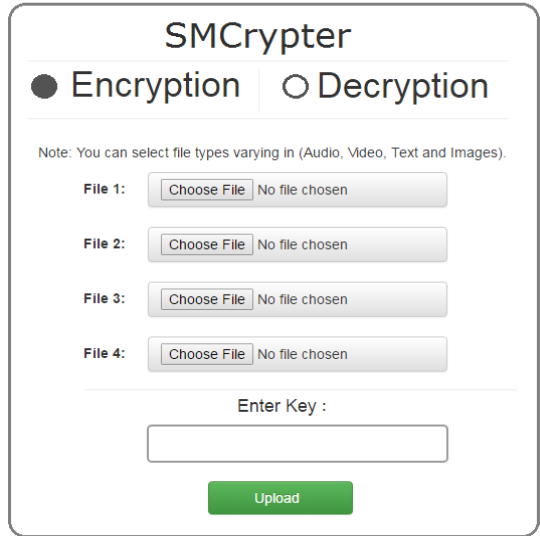 SMCrypter
Encryption Decryption
Note: You can select file types varying in (Audio, Video, Text and Images).
File 1: Choose File No file chosen
File 2: Choose File No file chosen
File 3: Choose File No file chosen
File 4: Choose File No file chosen
Enter Key :
Upload